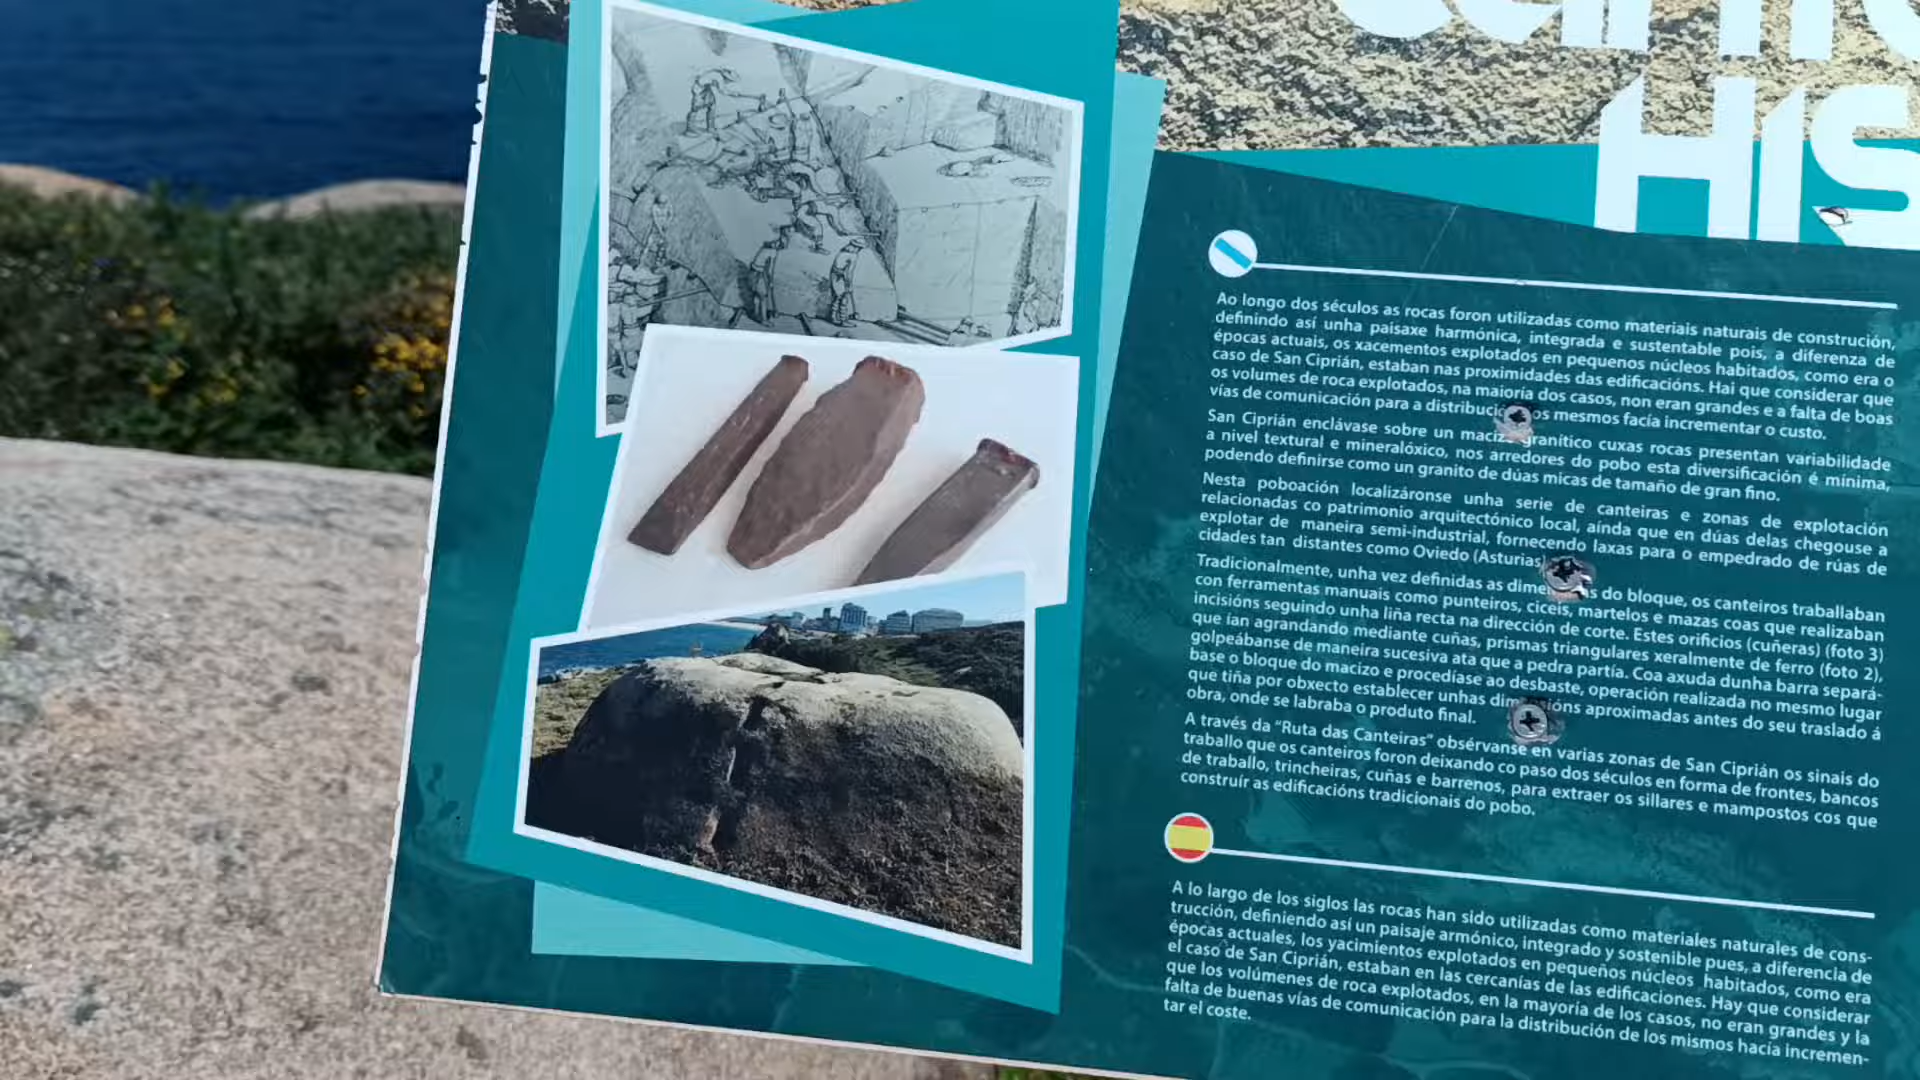 HIS
Ao longo dos séculos as rocas foron utilizadas como materiais naturais de construción,
definindo así unha paisaxe harmónica, integrada e sustentable pois, a diferenza de
épocas actuais, os xacementos explotados en pequenos núcleos habitados, como era o
caso de San Ciprián, estaban nas proximidades das edificacións. Hai que considerar que
os volumes de roca explotados, na maioría dos casos, non eran grandes e a falta de boas
vías de comunicación para a mesmos facía incrementar o custo.
San Ciprián enclávase sobre un granítico cuxas rocas presentan variabilidade
a nivel textural e mineralóxico, nos arredores do pobo esta diversificación é mínima,
podendo definirse como un granito de dúas micas de tamaño de gran fino.
Nesta poboación localizáronse unha serie de canteiras e zonas de explotación
relacionadas co patrimonio arquitectónico local, aínda que en dúas delas chegouse a
explotar de maneira semi-industrial, fornecendo laxas para o empedrado de rúas de
cidades tan distantes como Oviedo (Asturias)
Tradicionalmente, unha vez definidas as do bloque, os canteiros traballaban
con ferramentas manuais como punteiros, ciceis, martelos e mazas coas que realizaban
incisións seguindo unha liña recta na dirección de corte. Estes orificios (cuñeras) (foto 3)
que ían agrandando mediante cuñas, prismas triangulares xeralmente de ferro (foto 2),
golpeábanse de maneira sucesiva ata que a pedra partía. Coa axuda dunha barra separá-
base o bloque do macizo e procedíase ao desbaste, operación realizada no mesmo lugar
que tiña por obxecto establecer unhas dimensións aproximadas antes do seu traslado á
obra, onde se labraba o produto final.
A través da “Ruta das Canteiras” obsérvanse en varias zonas de San Ciprián os sinais do
traballo que os canteiros foron deixando co paso dos séculos en forma de frontes, bancos
de traballo, trincheiras, cuñas e barrenos, para extraer os sillares e mampostos cos que
construír as edificacións tradicionais do pobo.
A lo largo de los siglos las rocas han sido utilizadas como materiales naturales de cons-
trucción, definiendo así un paisaje armónico, integrado y sostenible pues, a diferencia de
épocas actuales, los yacimientos explotados en pequeños núcleos habitados, como era
el caso de San Ciprián, estaban en las cercanías de las edificaciones. Hay que considerar
que los volúmenes de roca explotados, en la mayoría de los casos, no eran grandes y la
falta de buenas vías de comunicación para la distribución de los mismos hacía incremen-
tar el coste.